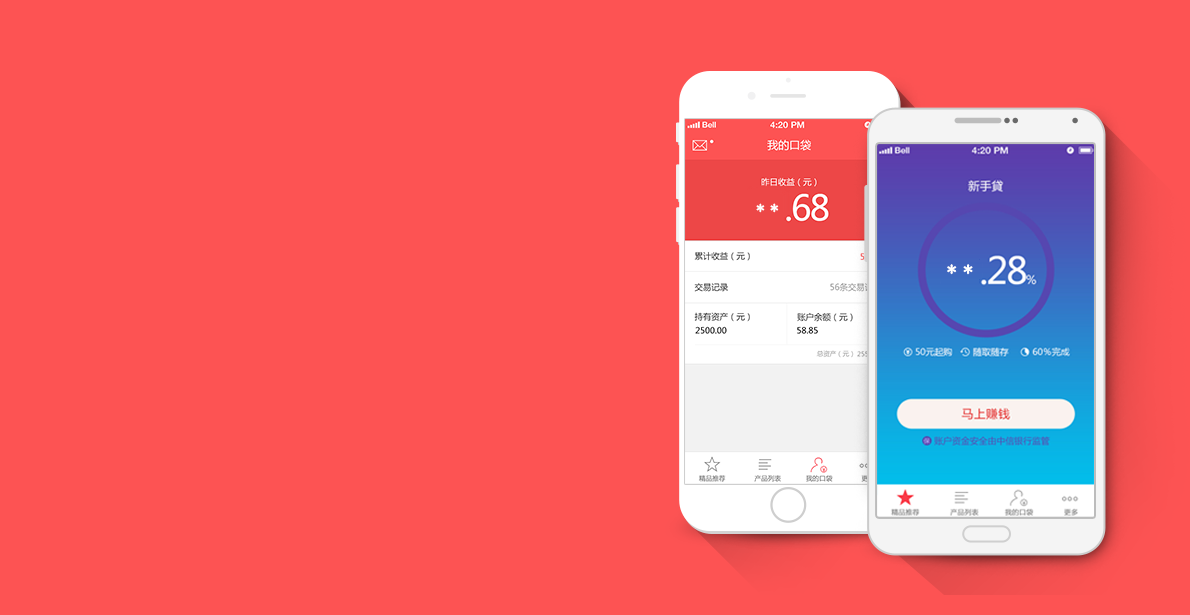 Bell 4:20 PM
我的口袋
昨日收益（元）
**.68
累计收益（元） 5
交易记录 56条交易
持有资产（元） 账户余额（元）
2500.00 58.85
总资产（元）255
精品推荐 产品列表 我的口袋 更
Bell 4:20 PM
新手貸
**.28%
50元起购 随取随存 60%完成
马上赚钱
账户资金安全由中信银行监管
精品推荐 产品列表 我的口袋 更多